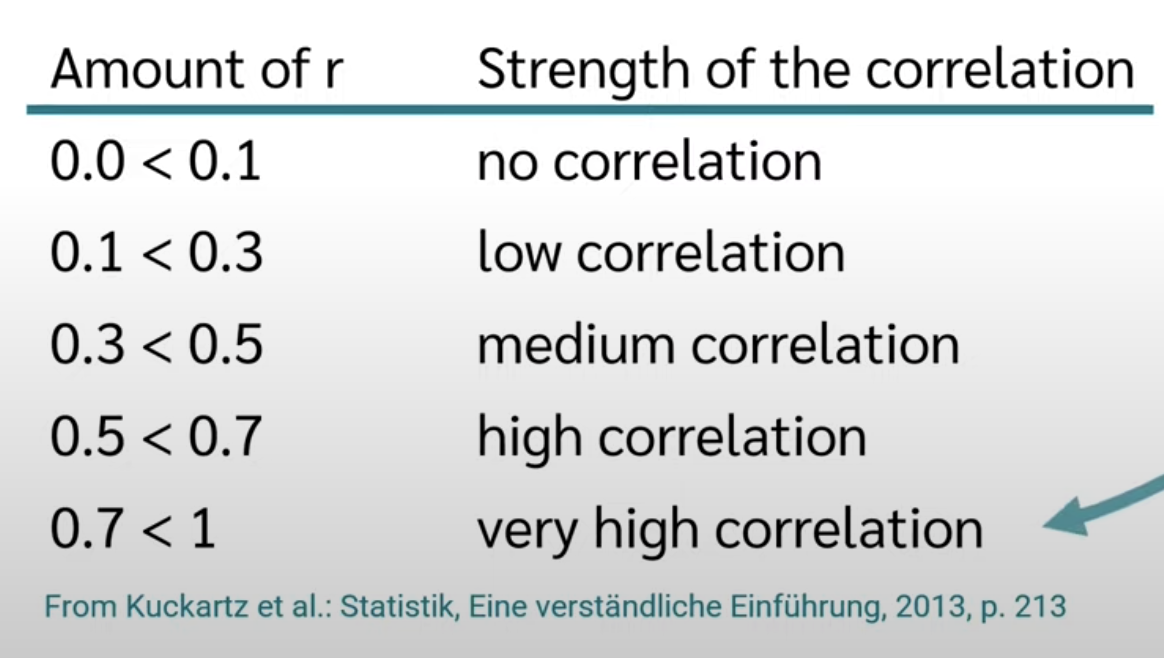 Amount of r Strength of the correlation
0.0 < 0.1 no correlation
0.1 < 0.3 low correlation
0.3 < 0.5 medium correlation
0.5 < 0.7 high correlation
0.7 < 1 very high correlation
From Kuckartz et al.: Statistik, Eine verständliche Einführung, 2013, p. 213